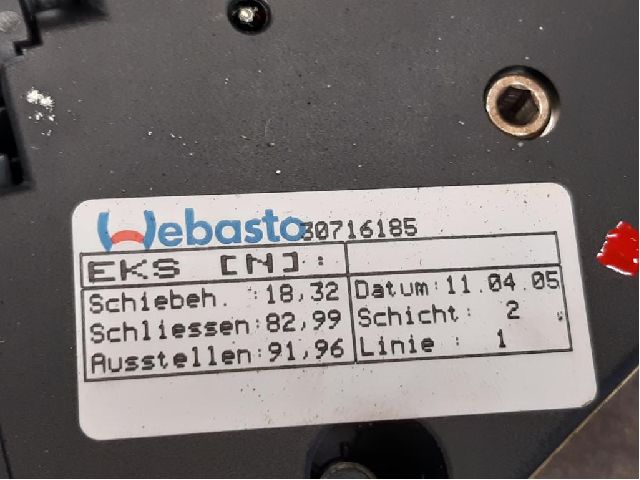 Webasto 30716185
EKS [N]:
Schiebeh. :18,32 Datum:11.04.05
Schliessen:82,99 Schicht: 2
Ausstellen:91,96 Linie : 1